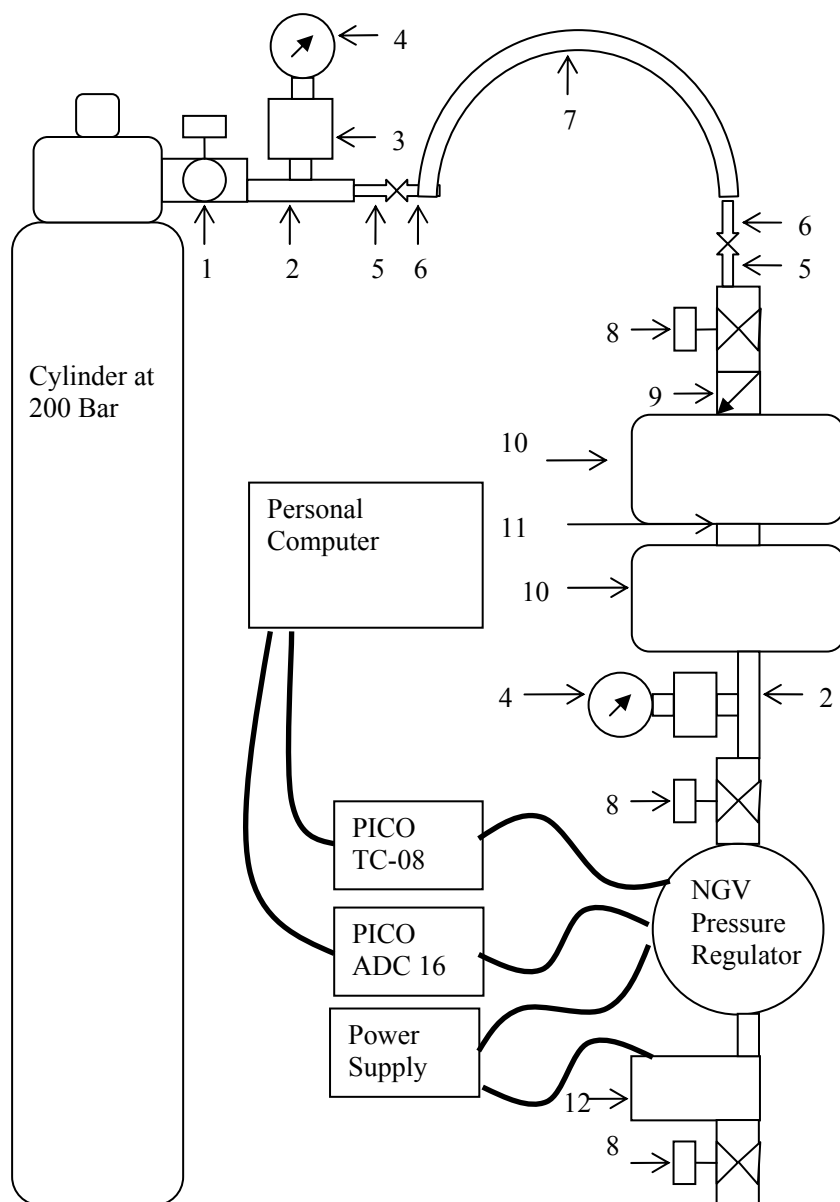 4
3
7
1
2
5
6
6
5
8
9
Cylinder at
200 Bar
10
Personal
Computer
11
10
4
2
8
PICO
TC-08
NGV
Pressure
Regulator
PICO
ADC 16
Power
Supply
12
8